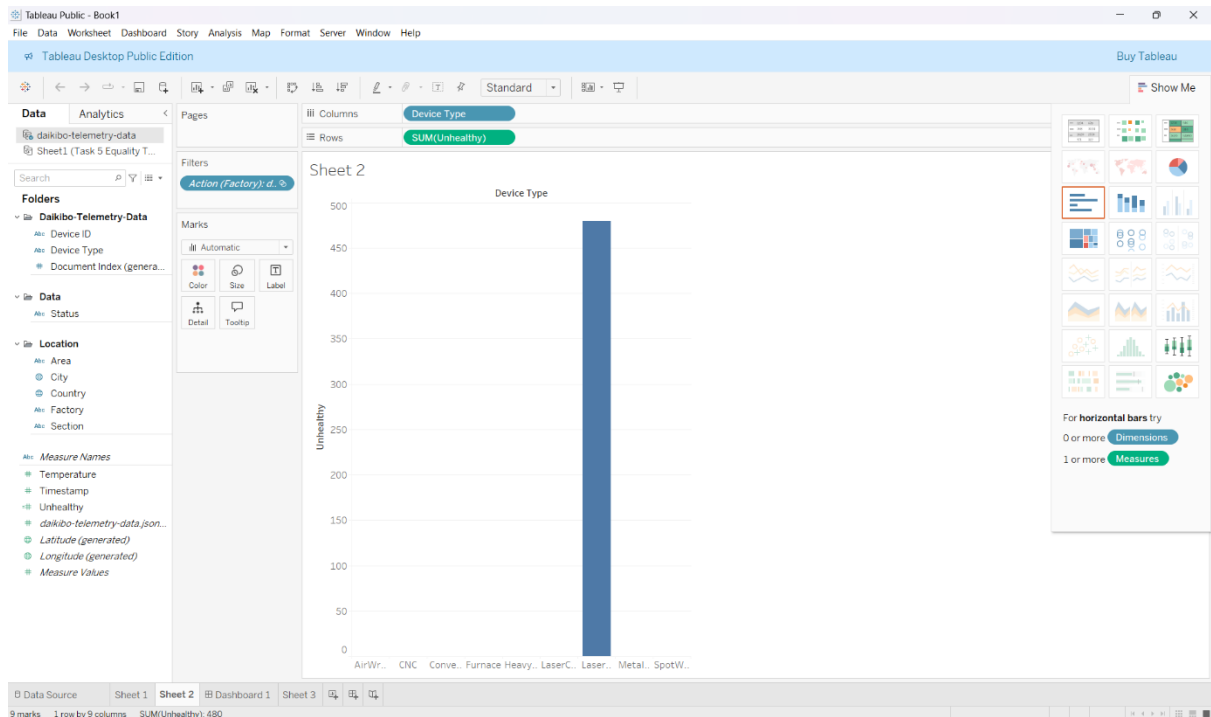 Tableau Public - Book1
File Data Worksheet Dashboard Story Analysis Map Format Server Window Help
Tableau Desktop Public Edition
Buy Tableau
Standard
Show Me
Data
Analytics
daikibo-telemetry-data
Sheet1 (Task 5 Equality T...
Search
Folders
Daikibo-Telemetry-Data
Abc Device ID
Abc Device Type
# Document Index (genera...
Data
Abc Status
Location
Abc Area
City
Country
Abc Factory
Abc Section
Abc Measure Names
# Temperature
# Timestamp
=# Unhealthy
# daikibo-telemetry-data.json...
Latitude (generated)
Longitude (generated)
# Measure Values
Pages
Filters
Action (Factory): d..
Marks
Automatic
Color
Size
Label
Detail
Tooltip
Columns
Device Type
Rows
SUM(Unhealthy)
Sheet 2
Device Type
500
450
400
350
300
250
200
150
100
50
0
Unhealthy
AirWr.. CNC Conve.. Furnace Heavy.. LaserC.. Laser.. Metal.. SpotW..
For horizontal bars try
0 or more Dimensions
1 or more Measures
Data Source
Sheet 1
Sheet 2
Dashboard 1
Sheet 3
9 marks 1 row by 9 columns SUM(Unhealthy): 480